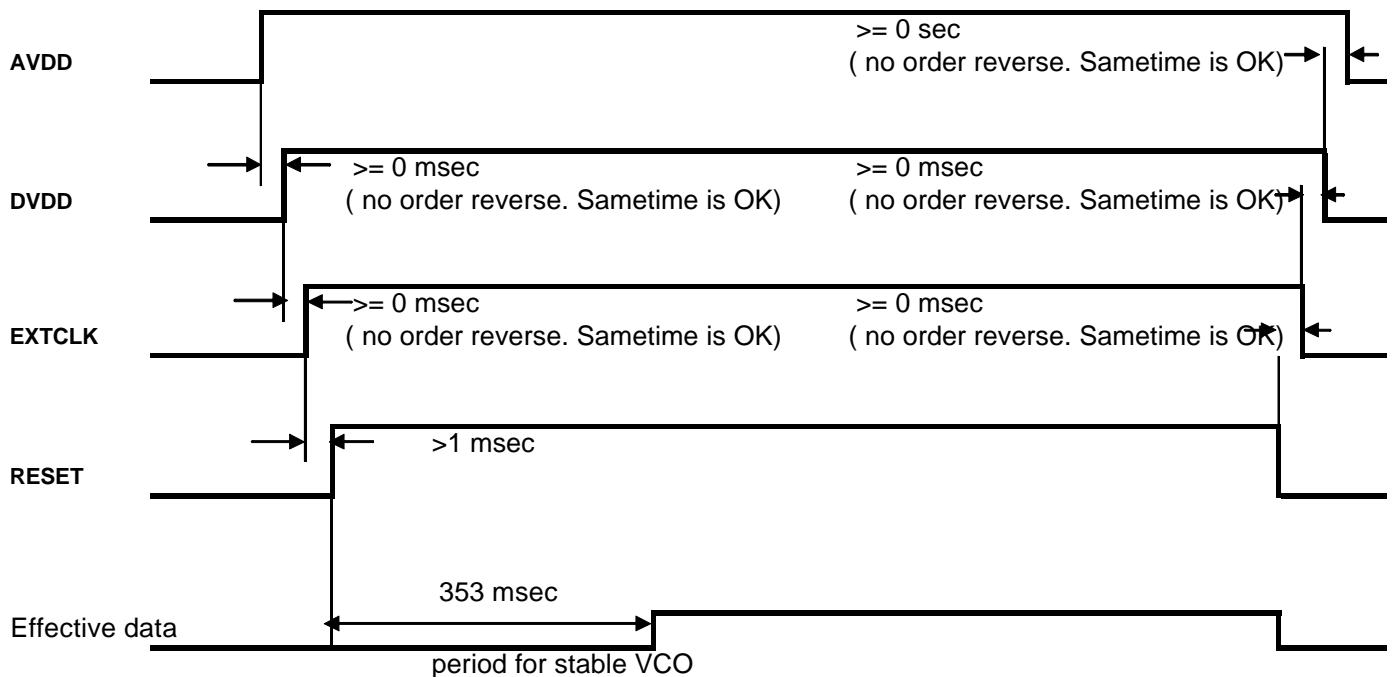 >= 0 sec
AVDD
( no order reverse. Sametime is OK)
>= 0 msec
>= 0 msec
DVDD
( no order reverse. Sametime is OK)
( no order reverse. Sametime is OK)
>= 0 msec
>= 0 msec
EXTCLK
( no order reverse. Sametime is OK)
( no order reverse. Sametime is OK)
>1 msec
RESET
353 msec
Effective data
period for stable VCO